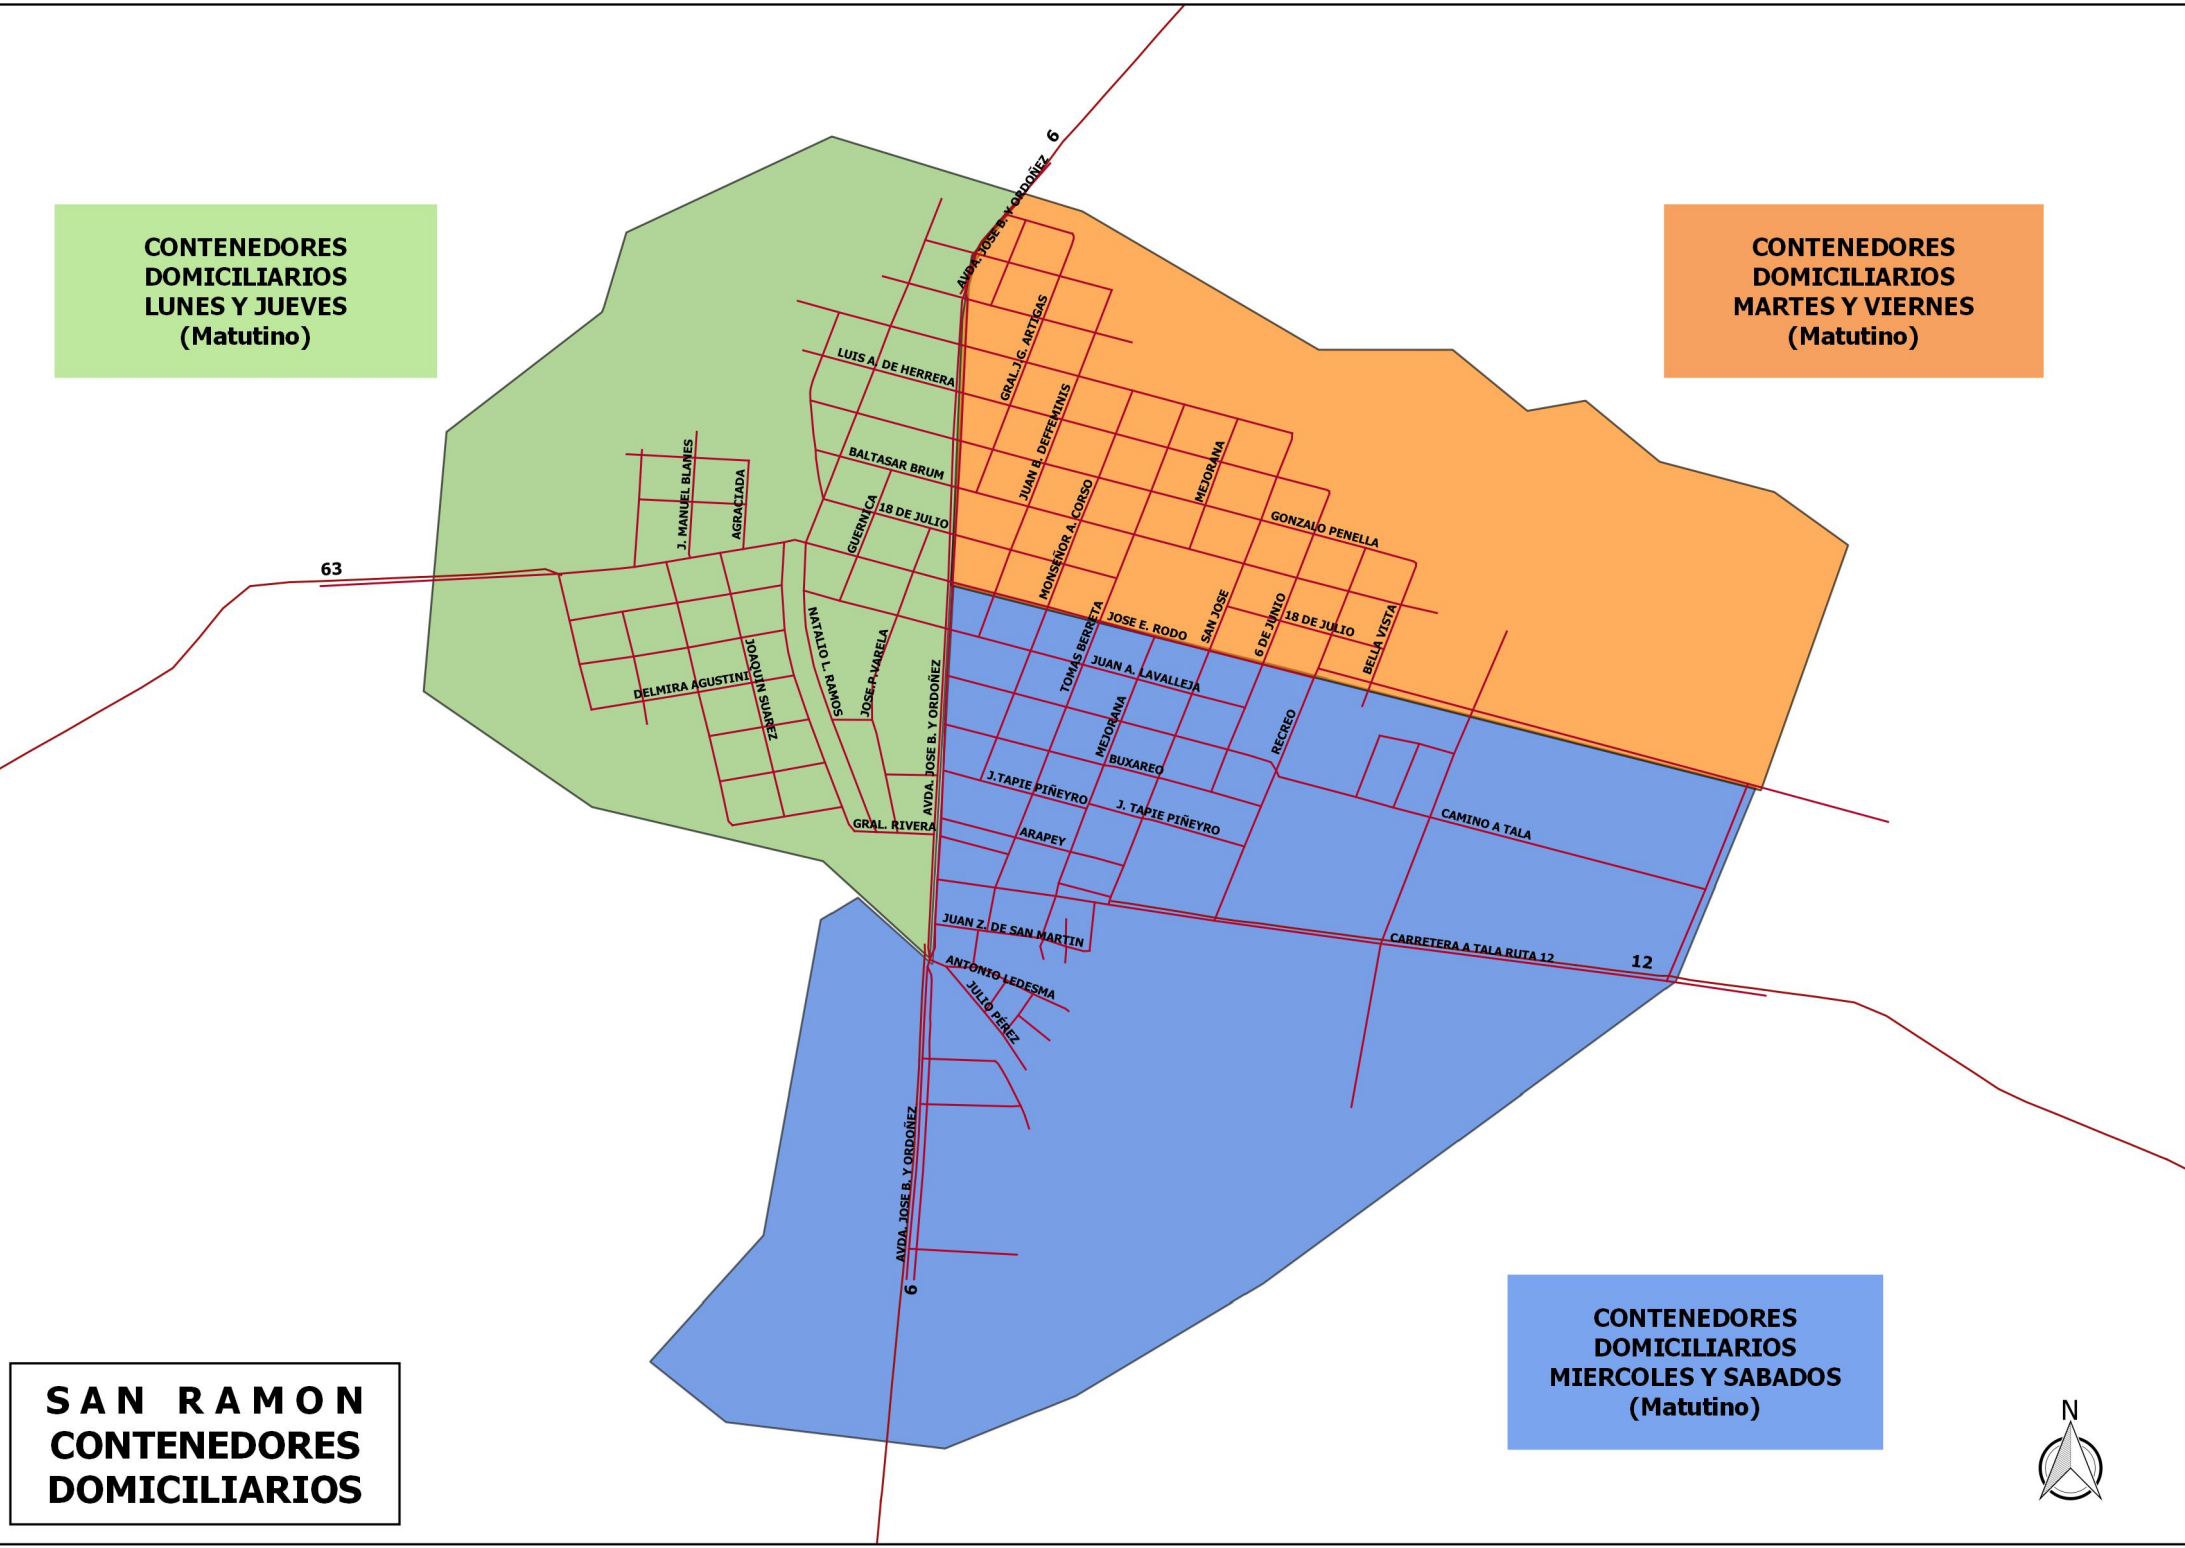 CONTENEDORES
DOMICILIARIOS
LUNES Y JUEVES
(Matutino)
CONTENEDORES
DOMICILIARIOS
MARTES Y VIERNES
(Matutino)
6
AVDA. JOSE B. Y ORDOÑEZ
GRAL.J.G. ARTIGAS
LUIS A. DE HERRERA
JUAN B. DEFFEMINIS
BALTASAR BRUM
MEJORANA
J. MANUEL BLANES
AGRACIADA
GUERNICA
18 DE JULIO
MONSEÑOR A. CORSO
GONZALO PENELLA
63
NATALIO L. RAMOS
JOSE.P.VARELA
JOAQUIN SUAREZ
DELMIRA AGUSTINI
AVDA. JOSE B. Y ORDOÑEZ
TOMAS BERRETA
JOSE E. RODO
SAN JOSE
6 DE JUNIO
18 DE JULIO
BELLA VISTA
JUAN A. LAVALLEJA
MEJORANA
RECREO
BUXAREO
J.TAPIE PIÑEYRO
J. TAPIE PIÑEYRO
GRAL. RIVERA
ARAPEY
CAMINO A TALA
JUAN Z. DE SAN MARTIN
CARRETERA A TALA RUTA 12
12
ANTONIO LEDESMA
JULIO PÉREZ
AVDA. JOSE B. Y ORDOÑEZ
6
CONTENEDORES
DOMICILIARIOS
MIERCOLES Y SABADOS
(Matutino)
SAN RAMON
CONTENEDORES
DOMICILIARIOS
N